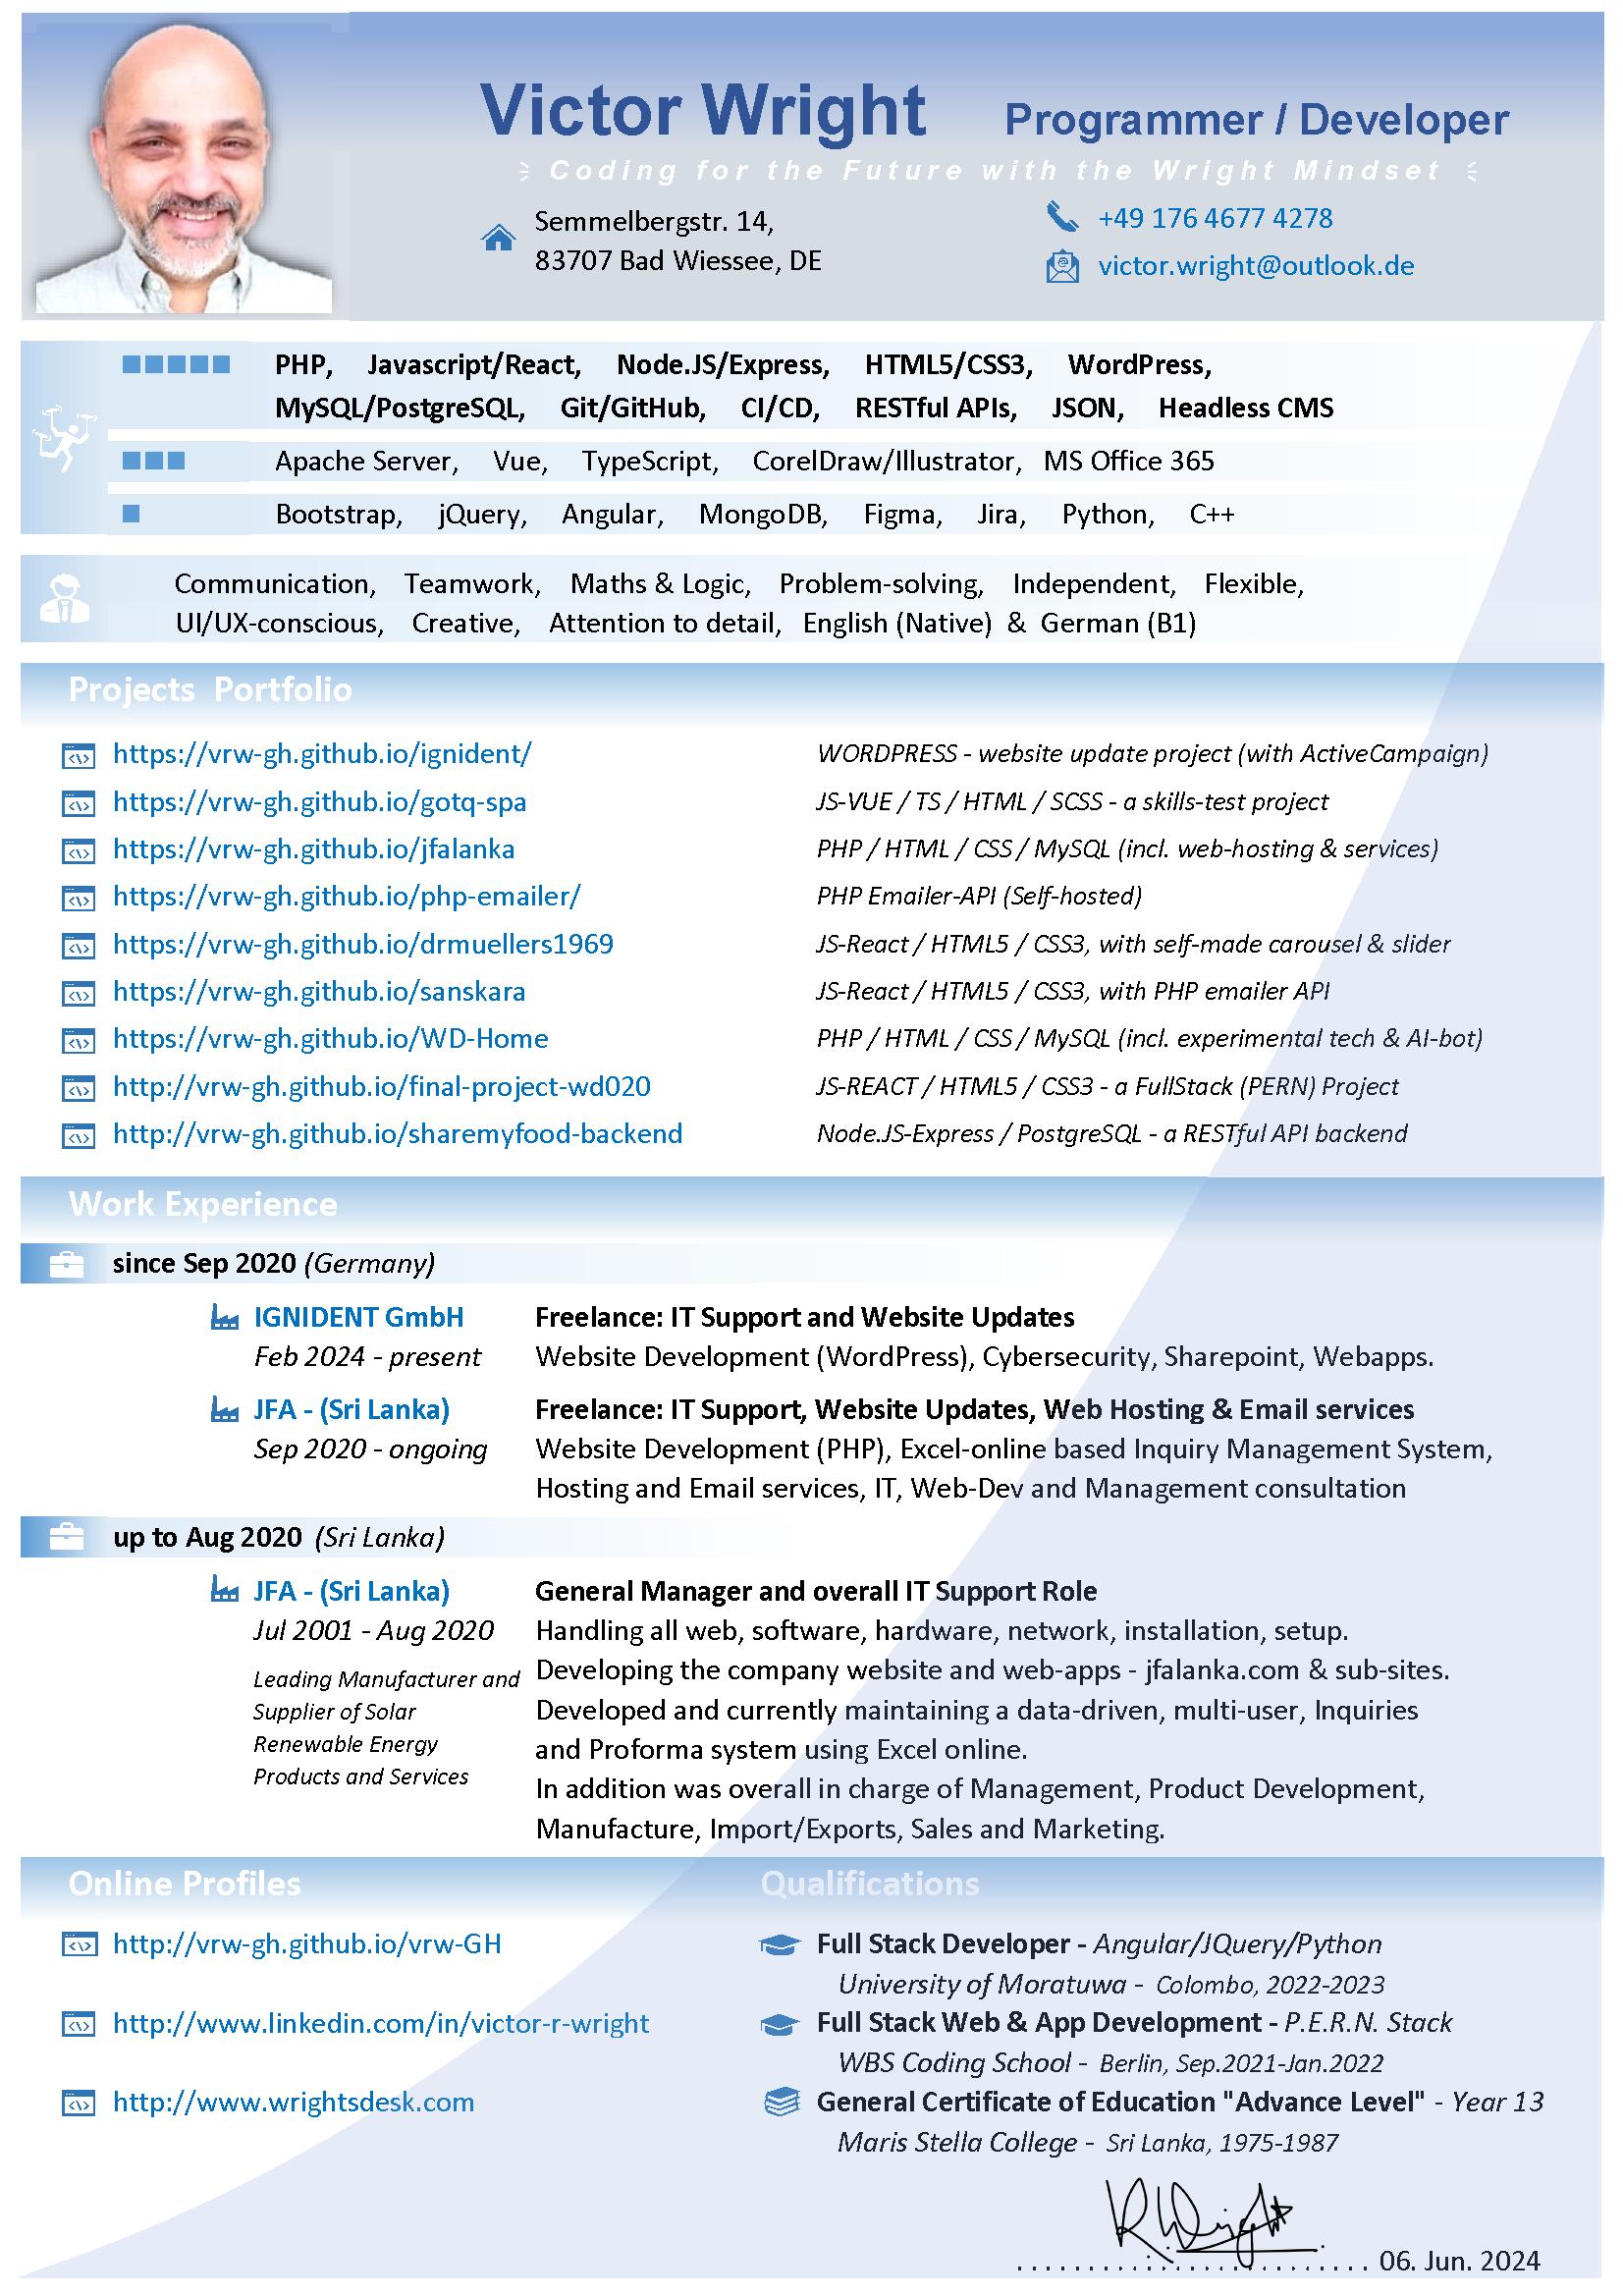 Victor Wright Programmer / Developer
Coding for the Future with the Wright Mindset
Semmelbergstr. 14,
83707 Bad Wiessee, DE
+49 176 4677 4278
victor.wright@outlook.de
PHP, Javascript/React, Node.JS/Express, HTML5/CSS3, WordPress,
MySQL/PostgreSQL, Git/GitHub, CI/CD, RESTful APIs, JSON, Headless CMS
Apache Server, Vue, TypeScript, CorelDraw/Illustrator, MS Office 365
Bootstrap, jQuery, Angular, MongoDB, Figma, Jira, Python, C++
Communication, Teamwork, Maths & Logic, Problem-solving, Independent, Flexible,
UI/UX-conscious, Creative, Attention to detail, English (Native) & German (B1)
Projects Portfolio
https://vrw-gh.github.io/ignident/ WORDPRESS - website update project (with ActiveCampaign)
https://vrw-gh.github.io/gotq-spa JS-VUE / TS / HTML / SCSS - a skills-test project
https://vrw-gh.github.io/jfalanka PHP / HTML / CSS / MySQL (incl. web-hosting & services)
https://vrw-gh.github.io/php-emailer/ PHP Emailer-API (Self-hosted)
https://vrw-gh.github.io/drmuellers1969 JS-React / HTML5 / CSS3, with self-made carousel & slider
https://vrw-gh.github.io/sanskara JS-React / HTML5 / CSS3, with PHP emailer API
https://vrw-gh.github.io/WD-Home PHP / HTML / CSS / MySQL (incl. experimental tech & AI-bot)
http://vrw-gh.github.io/final-project-wd020 JS-REACT / HTML5 / CSS3 - a FullStack (PERN) Project
http://vrw-gh.github.io/sharemyfood-backend Node.JS-Express / PostgreSQL - a RESTful API backend
Work Experience
since Sep 2020 (Germany)
IGNIDENT GmbH Freelance: IT Support and Website Updates
Feb 2024 - present Website Development (WordPress), Cybersecurity, Sharepoint, Webapps.
JFA - (Sri Lanka) Freelance: IT Support, Website Updates, Web Hosting & Email services
Sep 2020 - ongoing Website Development (PHP), Excel-online based Inquiry Management System,
Hosting and Email services, IT, Web-Dev and Management consultation
up to Aug 2020 (Sri Lanka)
JFA - (Sri Lanka) General Manager and overall IT Support Role
Jul 2001 - Aug 2020 Handling all web, software, hardware, network, installation, setup.
Leading Manufacturer and
Supplier of Solar
Renewable Energy
Products and Services
Developing the company website and web-apps - jfalanka.com & sub-sites.
Developed and currently maintaining a data-driven, multi-user, Inquiries
and Proforma system using Excel online.
In addition was overall in charge of Management, Product Development,
Manufacture, Import/Exports, Sales and Marketing.
Online Profiles
http://vrw-gh.github.io/vrw-GH
http://www.linkedin.com/in/victor-r-wright
http://www.wrightsdesk.com
Qualifications
Full Stack Developer - Angular/JQuery/Python
University of Moratuwa - Colombo, 2022-2023
Full Stack Web & App Development - P.E.R.N. Stack
WBS Coding School - Berlin, Sep.2021-Jan.2022
General Certificate of Education "Advance Level" - Year 13
Maris Stella College - Sri Lanka, 1975-1987
RWright
........................ 06. Jun. 2024